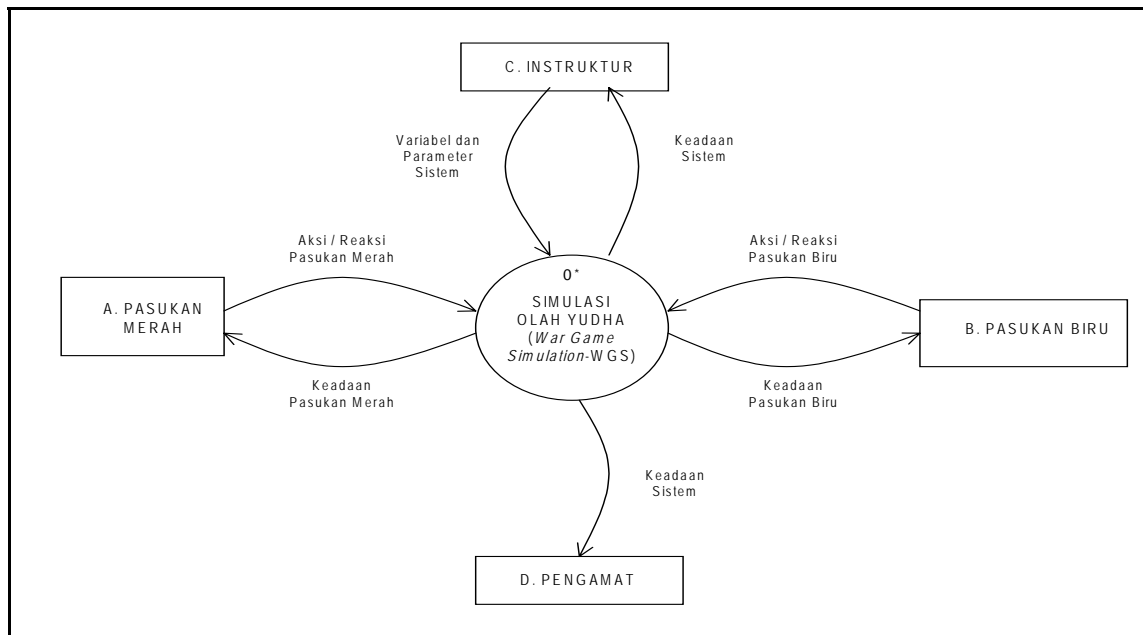 C. INSTRUKTUR
Variabel dan
Parameter
Sistem
Keadaan
Sistem
Aksi / Reaksi
Pasukan Merah
Aksi / Reaksi
Pasukan Biru
A. PASUKAN
MERAH
0*
SIMULASI
OLAH YUDHA
(War Game
Simulation-WGS)
B. PASUKAN BIRU
Keadaan
Pasukan Merah
Keadaan
Pasukan Biru
Keadaan
Sistem
D. PENGAMAT